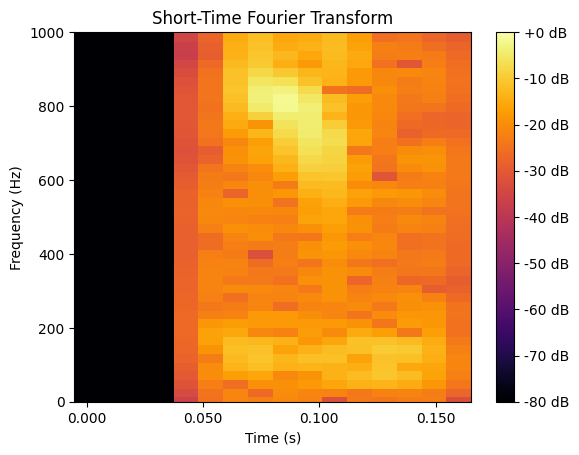 Short-Time Fourier Transform
1000
800
600
400
200
0
Frequency (Hz)
0.000
0.050
0.100
0.150
Time (s)
+0 dB
-10 dB
-20 dB
-30 dB
-40 dB
-50 dB
-60 dB
-70 dB
-80 dB